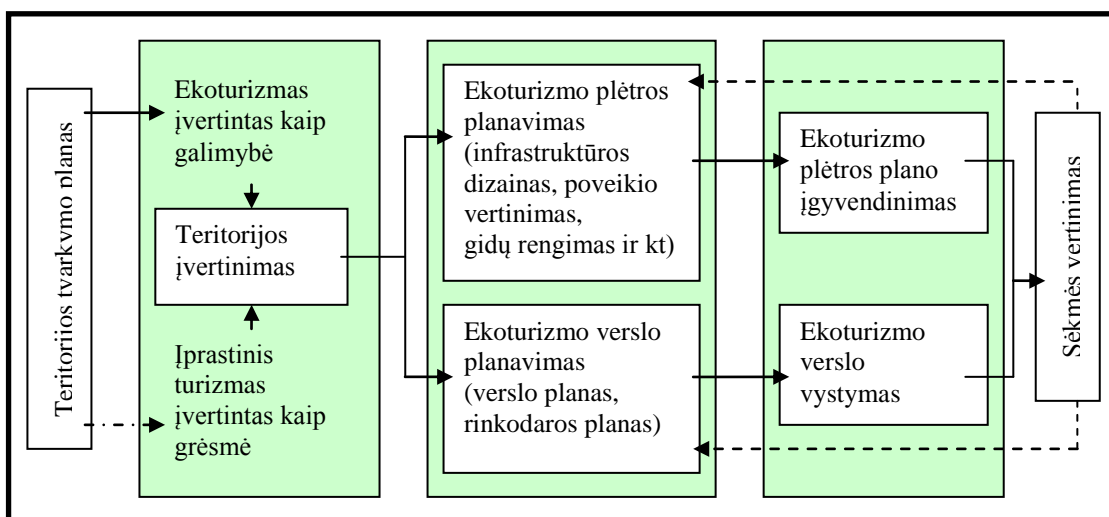 Teritorijos tvarkymo planas
Ekoturizmas
įvertintas kaip
galimybė
Teritorijos
įvertinimas
Įprastinis
turizmas
įvertintas kaip
grėsmė
Ekoturizmo plėtros
planavimas
(infrastruktūros
dizainas, poveikio
vertinimas,
gidų rengimas ir kt)
Ekoturizmo verslo
planavimas
(verslo planas,
rinkodaros planas)
Ekoturizmo
plėtros plano
įgyvendinimas
Ekoturizmo
verslo
vystymas
Sėkmės vertinimas